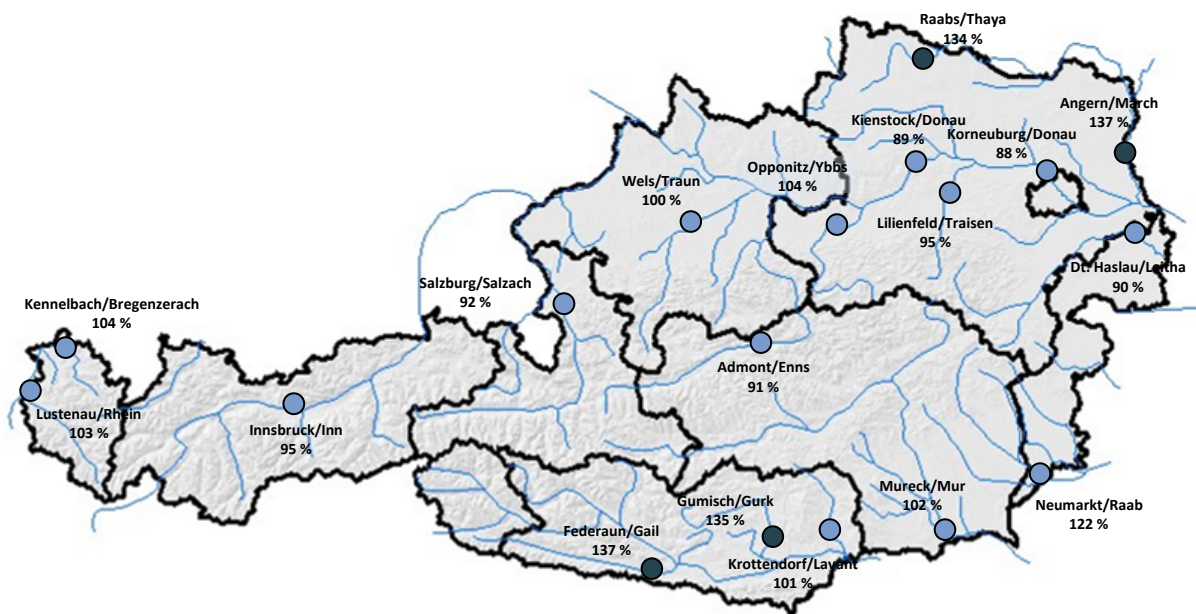 Raabs/Thaya
134 %
Angern/March
137 %
Kienstock/Donau
89 %
Korneuburg/Donau
88 %
Opponitz/Ybbs
104 %
Wels/Traun
100 %
Lilienfeld/Traisen
95 %
Dt. Haslau/Leitha
90 %
Salzburg/Salzach
92 %
Kennelbach/Bregenzerach
104 %
Admont/Enns
91 %
Lustenau/Rhein
103 %
Innsbruck/Inn
95 %
Mureck/Mur
102 %
Neumarkt/Raab
122 %
Gumisch/Gurk
135 %
Federaun/Gail
137 %
Krottendorf/Lavant
101 %